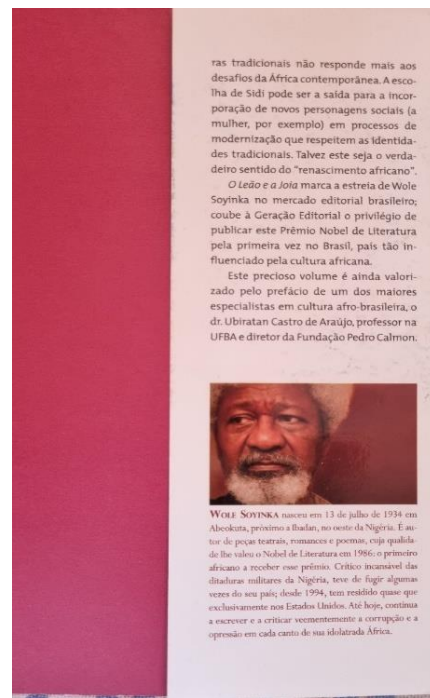 ras tradicionais não responde mais aos
desafios da África contemporânea. A esco-
lha de Sidi pode ser a saída para a incor-
poração de novos personagens sociais (a
mulher, por exemplo) em processos de
modernização que respeitem as identida-
des tradicionais. Talvez este seja o verda-
deiro sentido do "renascimento africano".
O Leão e a Joia marca a estreia de Wole
Soyinka no mercado editorial brasileiro;
coube à Geração Editorial o privilégio de
publicar este Prêmio Nobel de Literatura
pela primeira vez no Brasil, país tão in-
fluenciado pela cultura africana.
Este precioso volume é ainda valori-
zado pelo prefácio de um dos maiores
especialistas em cultura afro-brasileira, o
dr. Ubiratan Castro de Araújo, professor na
UFBA e diretor da Fundação Pedro Calmon.
WOLE SOYINKA nasceu em 13 de julho de 1934 em
Abeokuta, próximo a Ibadan, no oeste da Nigéria. É au-
tor de peças teatrais, romances e poemas, cuja qualida-
de lhe valeu o Nobel de Literatura em 1986: o primeiro
africano a receber esse prêmio. Crítico incansável das
ditaduras militares da Nigéria, teve de fugir algumas
vezes do seu país; desde 1994, tem residido quase que
exclusivamente nos Estados Unidos. Até hoje, continua
a escrever e a criticar veementemente a corrupção e a
opressão em cada canto de sua idolatrada África.